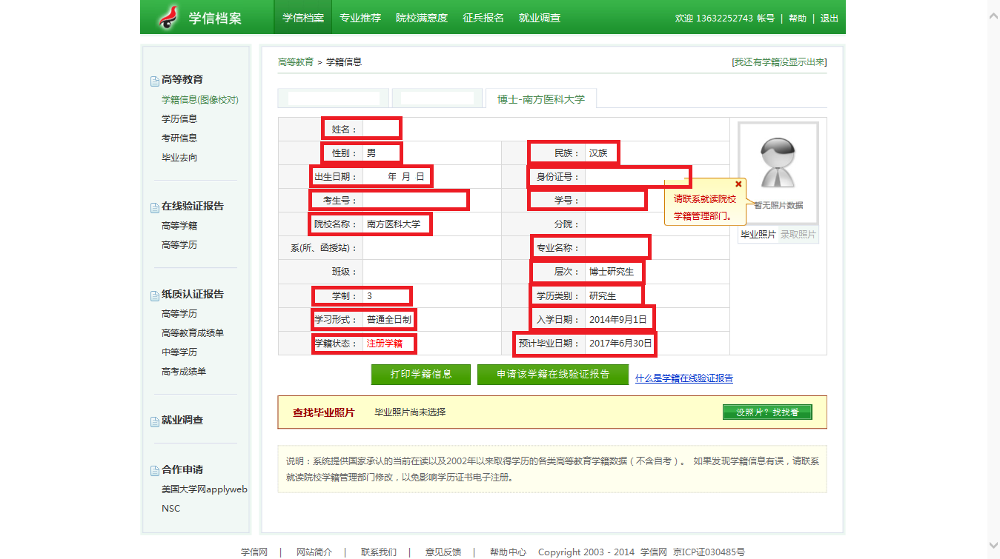 学信档案 学信档案 专业推荐 院校满意度 征兵报名 就业调查 欢迎 13632252743 帐号 | 帮助 | 退出
高等教育 > 学籍信息 [我还有学籍没显示出来]
高等教育
学籍信息(图像校对)
学历信息
考研信息
毕业去向
在线验证报告
高等学籍
高等学历
纸质认证报告
高等学历
高等教育成绩单
中等学历
高考成绩单
就业调查
合作申请
美国大学网applyweb
NSC
博士-南方医科大学
姓名：
性别： 男 民族： 汉族
出生日期： 年 月 日 身份证号：
考生号： 学号：
院校名称： 南方医科大学 分院：
系(所、函授站)： 专业名称：
班级： 层次： 博士研究生
学制： 3 学历类别： 研究生
学习形式： 普通全日制 入学日期： 2014年9月1日
学籍状态： 注册学籍 预计毕业日期： 2017年6月30日
请联系就读院校
学籍管理部门。
暂无照片数据
毕业照片 录取照片
打印学籍信息 申请该学籍在线验证报告 什么是学籍在线验证报告
查找毕业照片 毕业照片尚未选择 没照片？找找看
说明：系统提供国家承认的当前在读以及2002年以来取得学历的各类高等教育学籍数据（不含自考）。 如果发现学籍信息有误，请联系
就读院校学籍管理部门修改，以免影响学历证书电子注册。
学信网 | 网站简介 | 联系我们 | 意见反馈 | 帮助中心 Copyright 2003 - 2014 学信网 京ICP证030485号